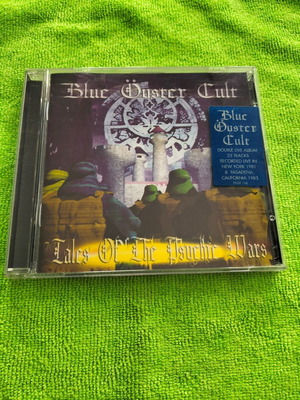 Blue Öyster Cult
Blue
Öyster
Cult
DOUBLE LIVE ALBUM
RECORDED LIVE IN
NEW YORK 1981
& PASADENA,
CALIFORNIA 1983
Tales Of The Psychic Wars